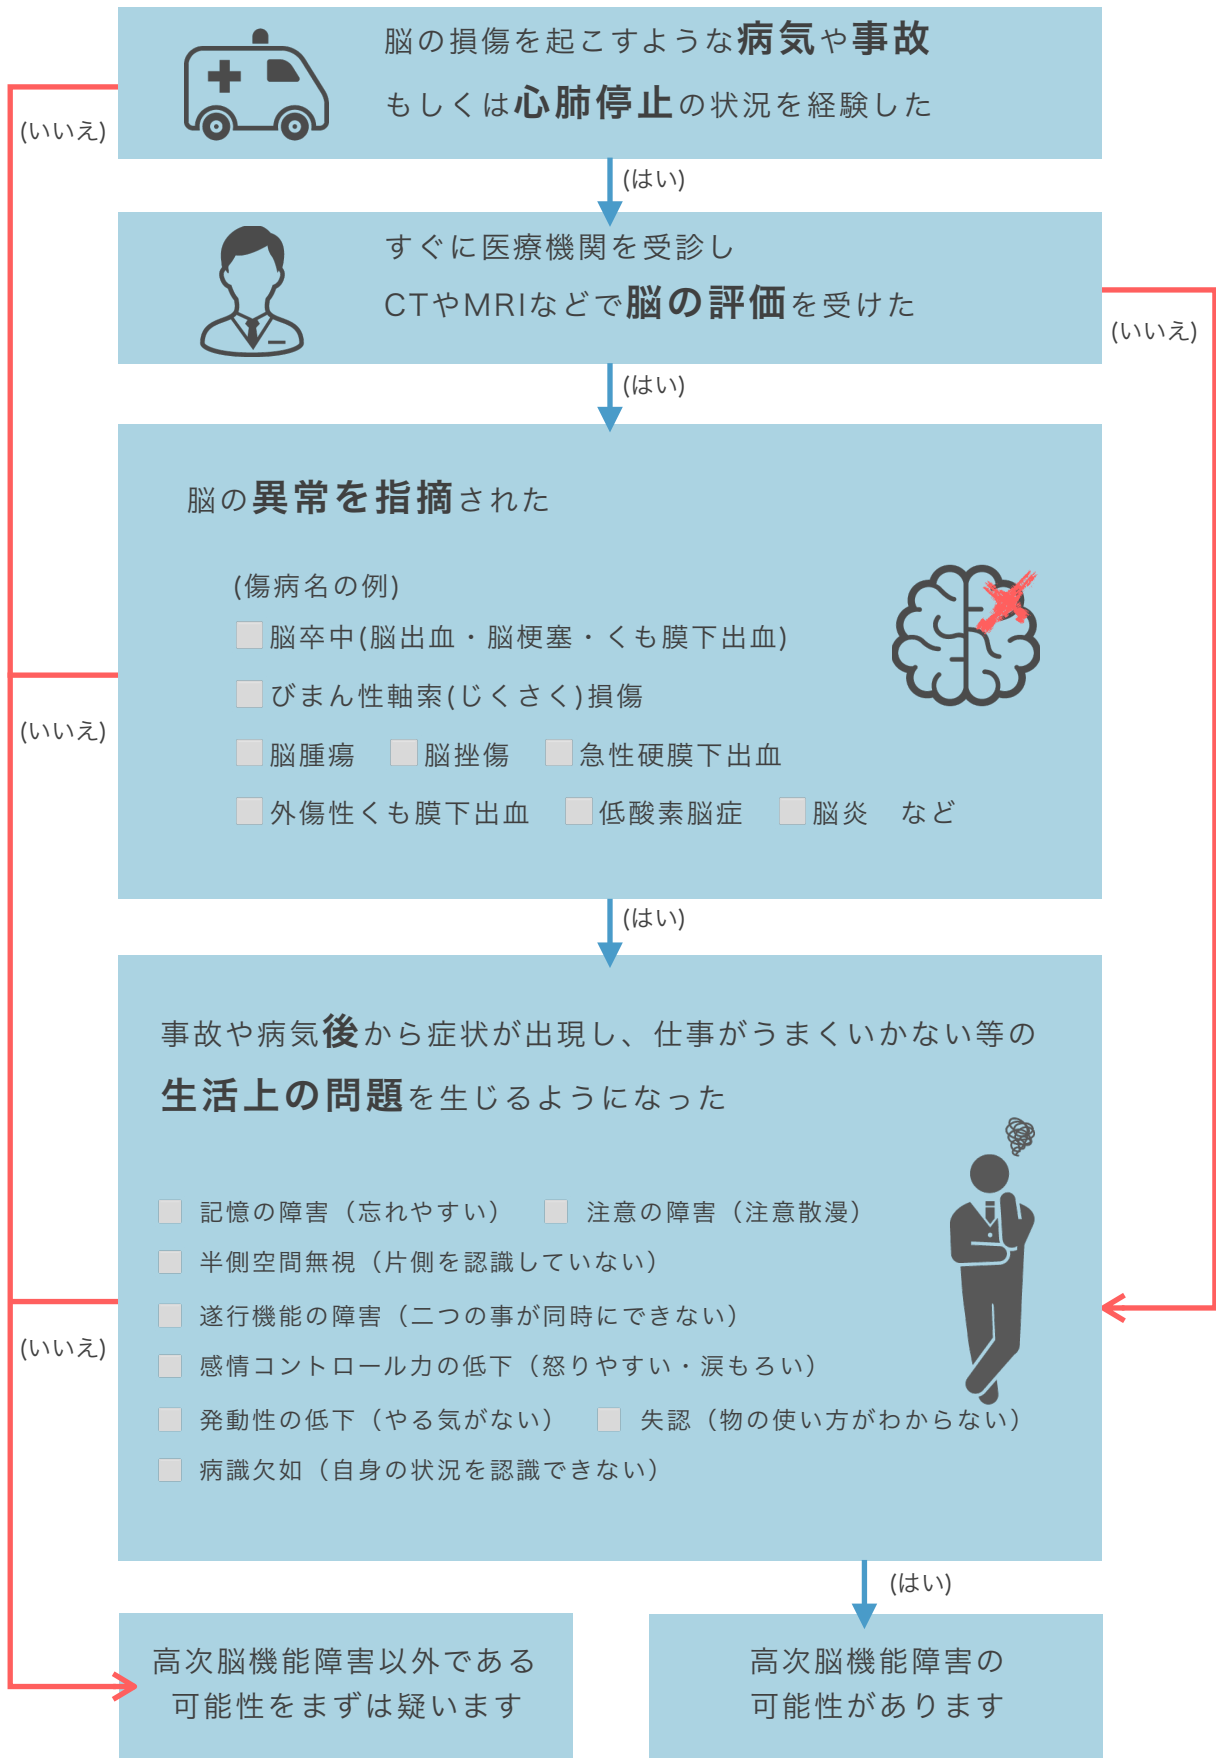 脳の損傷を起こすような病気や事故
もしくは心肺停止の状況を経験した
(いいえ)
(はい)
すぐに医療機関を受診し
CTやMRIなどで脳の評価を受けた
(いいえ)
(はい)
脳の異常を指摘された
(傷病名の例)
脳卒中(脳出血・脳梗塞・くも膜下出血)
びまん性軸索(じくさく)損傷
脳腫瘍 脳挫傷 急性硬膜下出血
外傷性くも膜下出血 低酸素脳症 脳炎 など
(いいえ)
(はい)
事故や病気後から症状が出現し、仕事がうまくいかない等の
生活上の問題を生じるようになった
記憶の障害（忘れやすい） 注意の障害（注意散漫）
半側空間無視（片側を認識していない）
遂行機能の障害（二つの事が同時にできない）
感情コントロール力の低下（怒りやすい・涙もろい）
発動性の低下（やる気がない） 失認（物の使い方がわからない）
病識欠如（自身の状況を認識できない）
(いいえ)
(はい)
高次脳機能障害以外である
可能性をまずは疑います
高次脳機能障害の
可能性があります